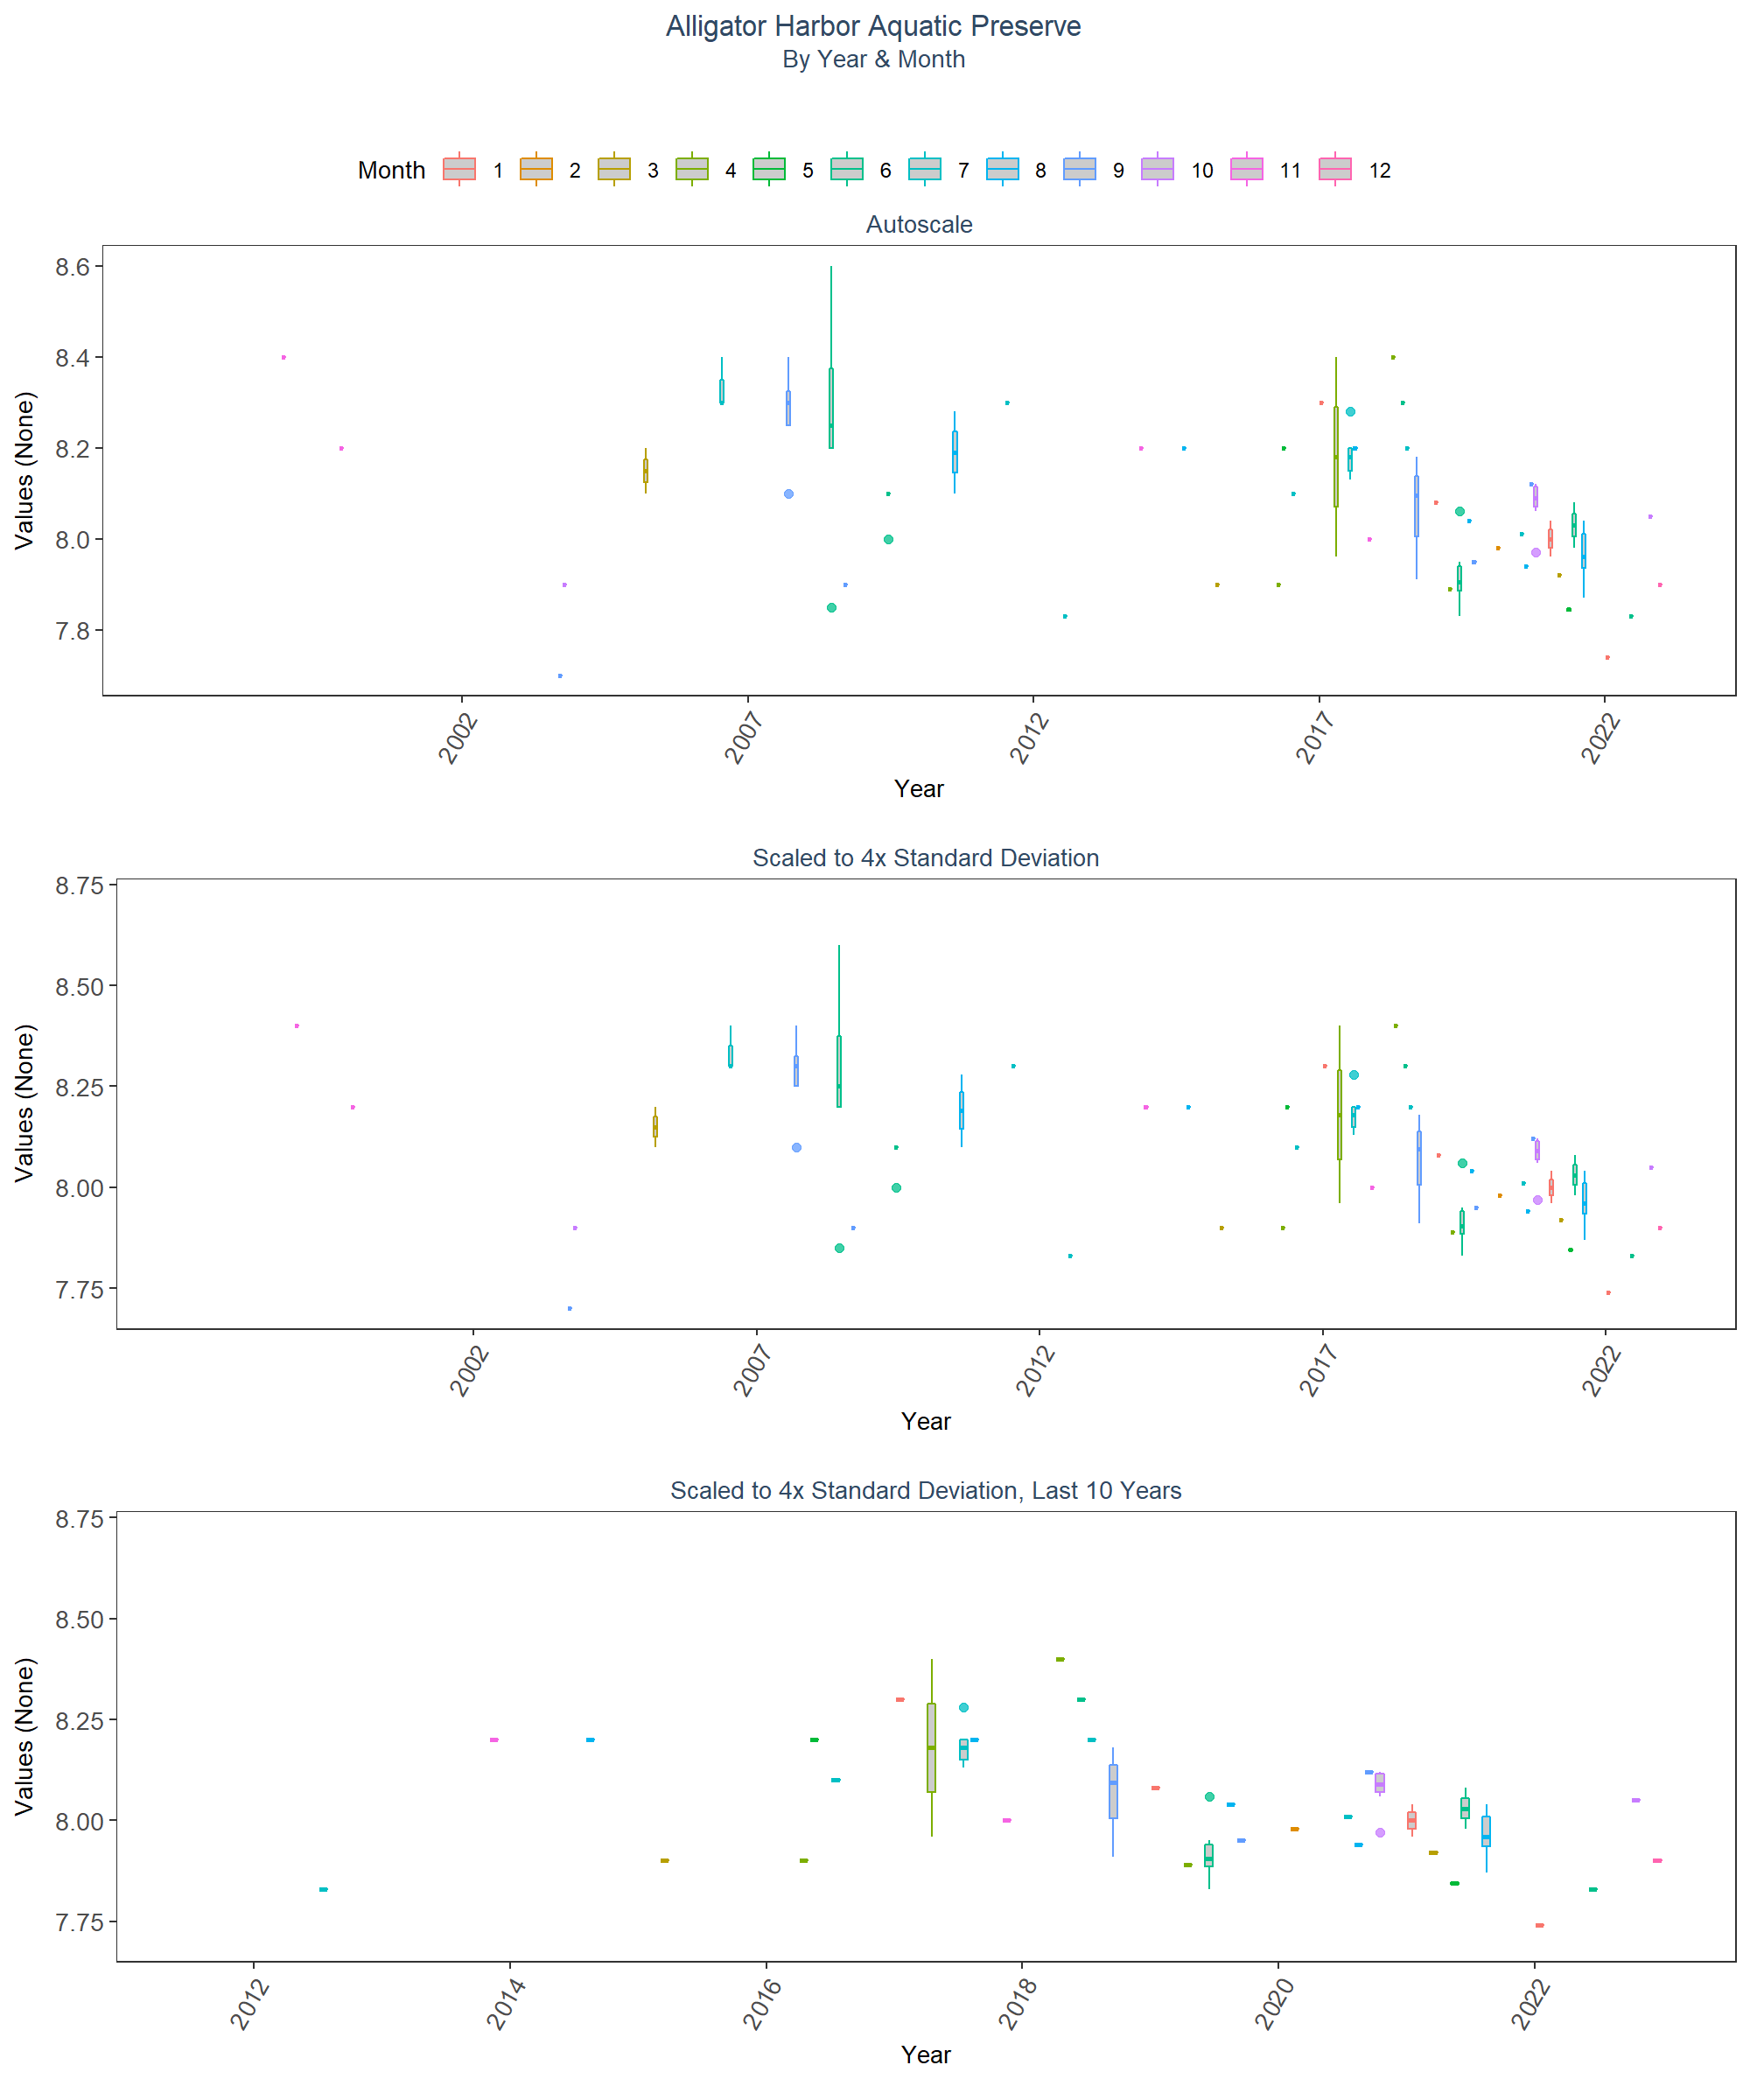 Alligator Harbor Aquatic Preserve
By Year & Month
Month 1 2 3 4 5 6 7 8 9 10 11 12
Autoscale
Values (None)
8.6
8.4
8.2
8.0
7.8
2002 2007 2012 2017 2022
Year
Scaled to 4x Standard Deviation
Values (None)
8.75
8.50
8.25
8.00
7.75
2002 2007 2012 2017 2022
Year
Scaled to 4x Standard Deviation, Last 10 Years
Values (None)
8.75
8.50
8.25
8.00
7.75
2012 2014 2016 2018 2020 2022
Year